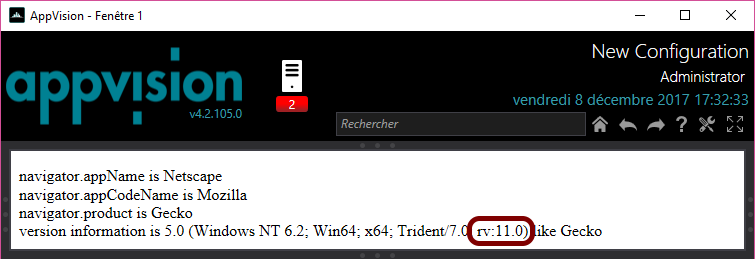 AppVision - Fenêtre 1
New Configuration
Administrator
appvision
v4.2.105.0
2
vendredi 8 décembre 2017 17:32:33
Rechercher
?
navigator.appName is Netscape
navigator.appCodeName is Mozilla
navigator.product is Gecko
version information is 5.0 (Windows NT 6.2; Win64; x64; Trident/7.0; rv:11.0) like Gecko